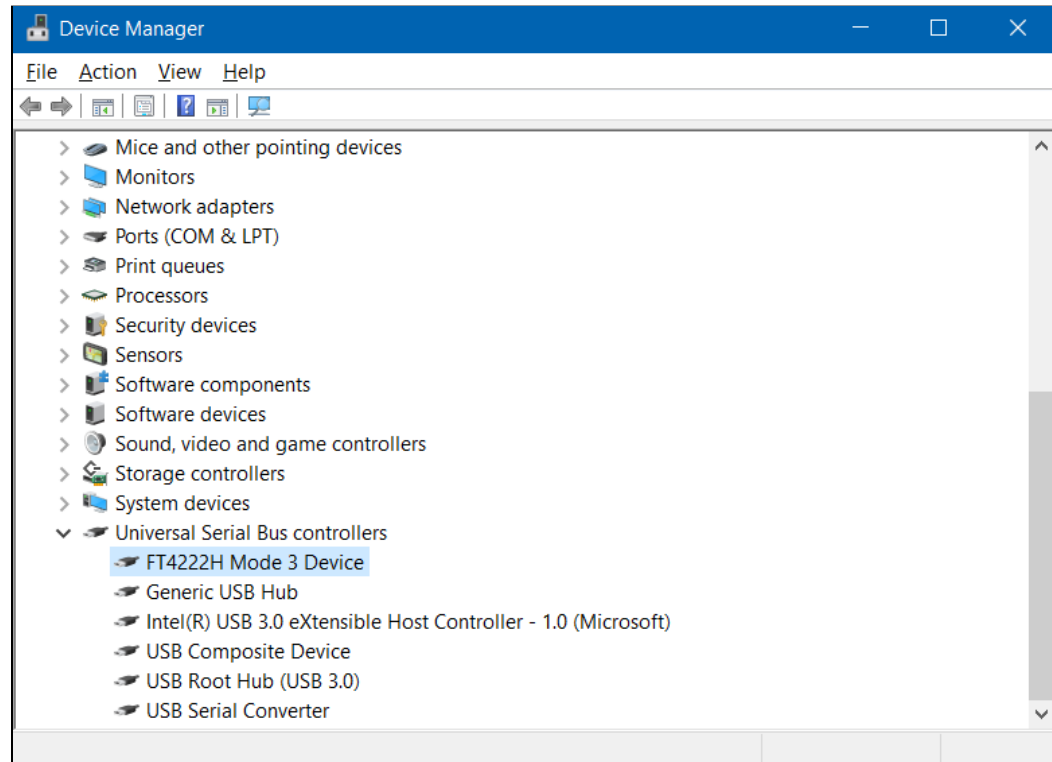 Device Manager
File Action View Help
Mice and other pointing devices
Monitors
Network adapters
Ports (COM & LPT)
Print queues
Processors
Security devices
Sensors
Software components
Software devices
Sound, video and game controllers
Storage controllers
System devices
Universal Serial Bus controllers
FT4222H Mode 3 Device
Generic USB Hub
Intel(R) USB 3.0 eXtensible Host Controller - 1.0 (Microsoft)
USB Composite Device
USB Root Hub (USB 3.0)
USB Serial Converter